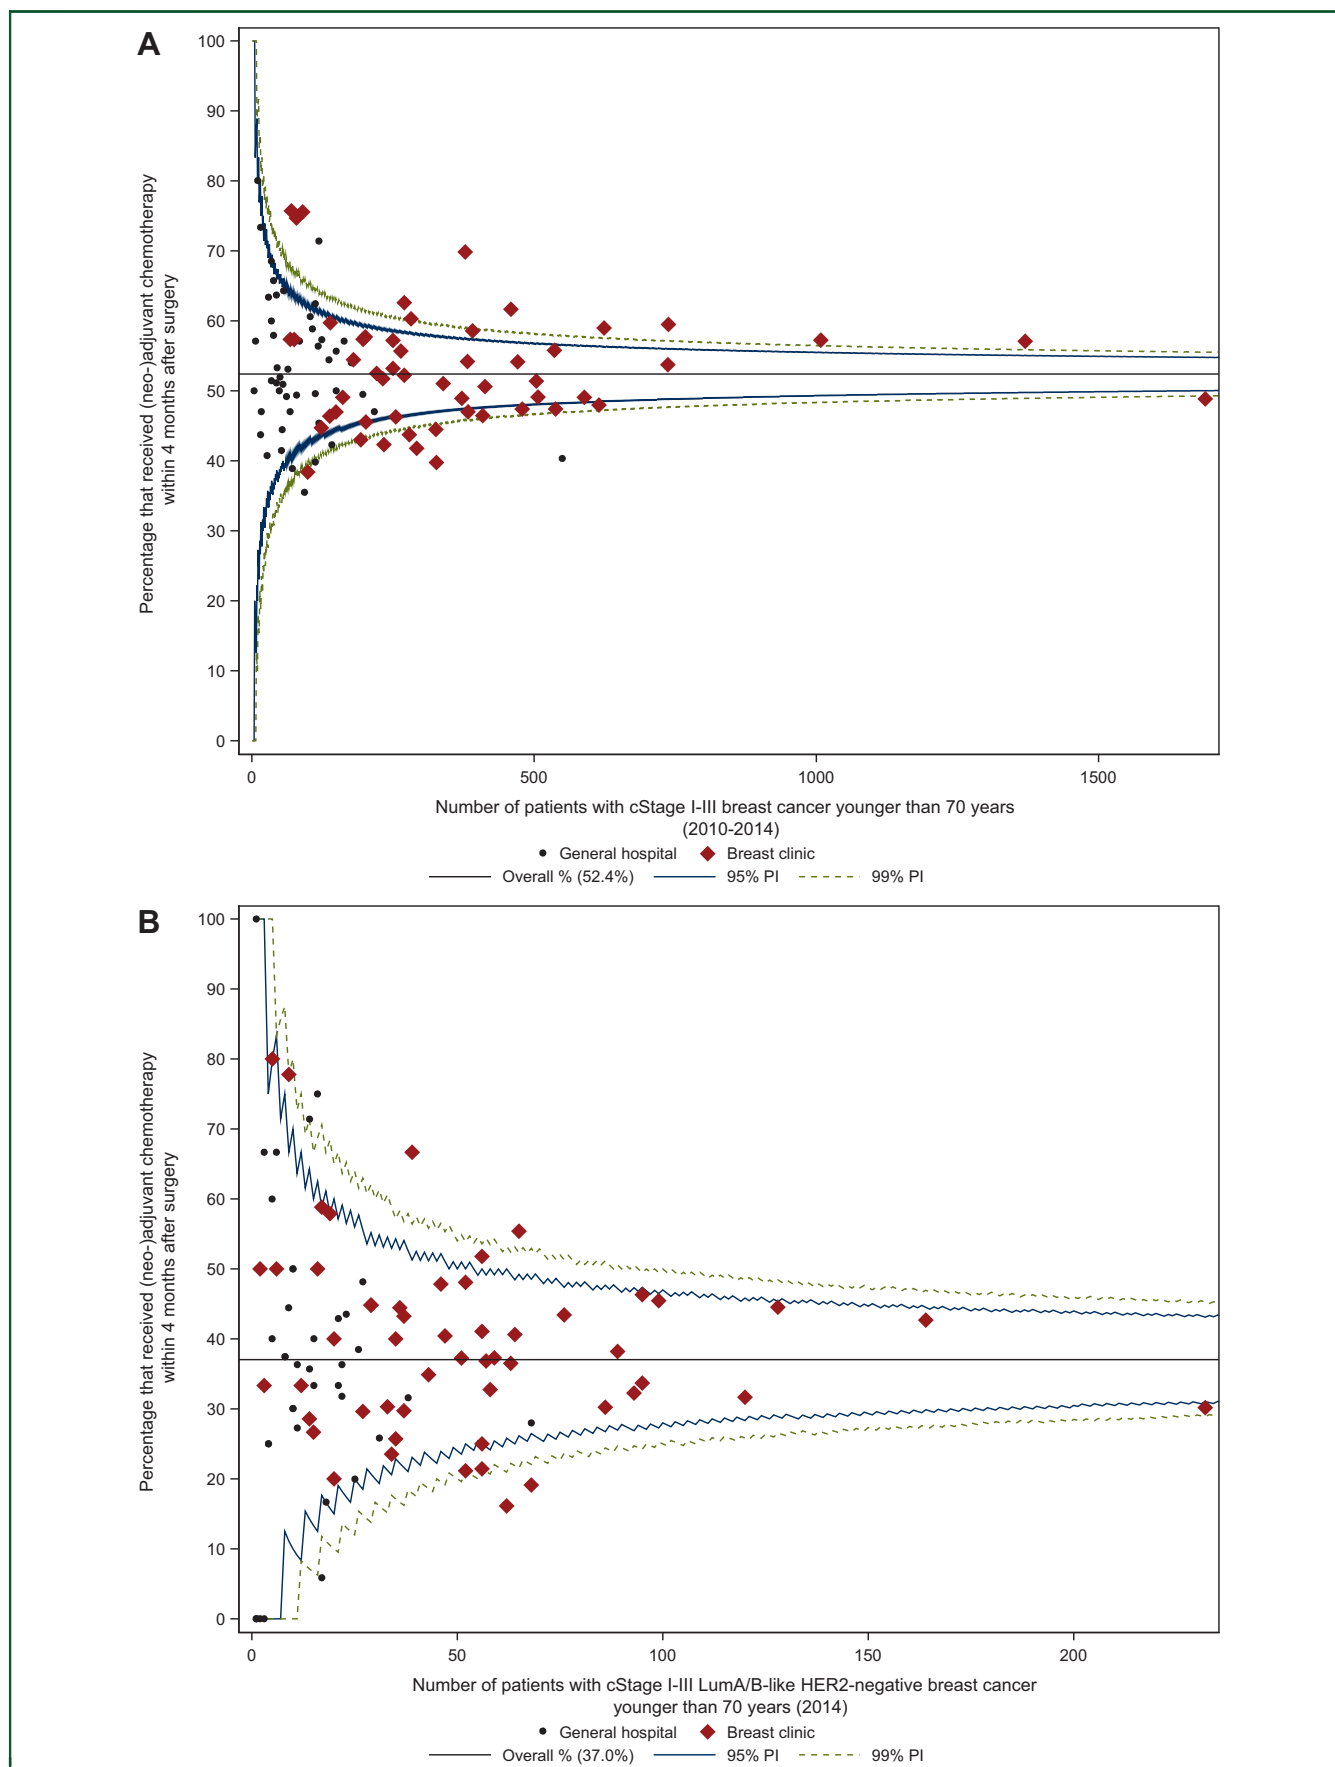 A
Percentage that received (neo-)adjuvant chemotherapy
within 4 months after surgery
100
90
80
70
60
50
40
30
20
10
0
0 500 1000 1500
Number of patients with cStage I-III breast cancer younger than 70 years
(2010-2014)
General hospital Breast clinic
Overall % (52.4%) 95% PI 99% PI
B
Percentage that received (neo-)adjuvant chemotherapy
within 4 months after surgery
100
90
80
70
60
50
40
30
20
10
0
0 50 100 150 200
Number of patients with cStage I-III LumA/B-like HER2-negative breast cancer
younger than 70 years (2014)
General hospital Breast clinic
Overall % (37.0%) 95% PI 99% PI